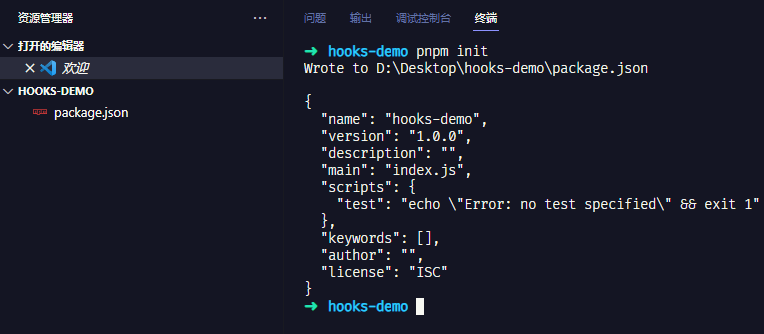 资源管理器
打开的编辑器
欢迎
HOOKS-DEMO
package.json
问题 输出 调试控制台 终端
➜ hooks-demo pnpm init
Wrote to D:\Desktop\hooks-demo\package.json
{
  "name": "hooks-demo",
  "version": "1.0.0",
  "description": "",
  "main": "index.js",
  "scripts": {
    "test": "echo \"Error: no test specified\" && exit 1"
  },
  "keywords": [],
  "author": "",
  "license": "ISC"
}
➜ hooks-demo